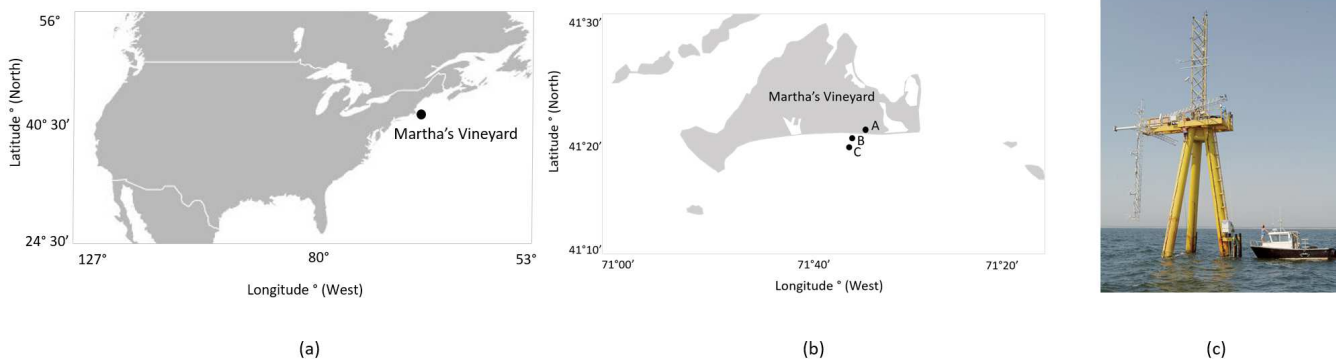 56°
40° 30′
24° 30′
Latitude ° (North)
127°
80°
53°
Longitude ° (West)
Martha's Vineyard
(a)
41°30′
41°20′
41°10′
Latitude ° (North)
71°00′
71°40′
71°20′
Longitude ° (West)
Martha's Vineyard
A
B
C
(b)
(c)